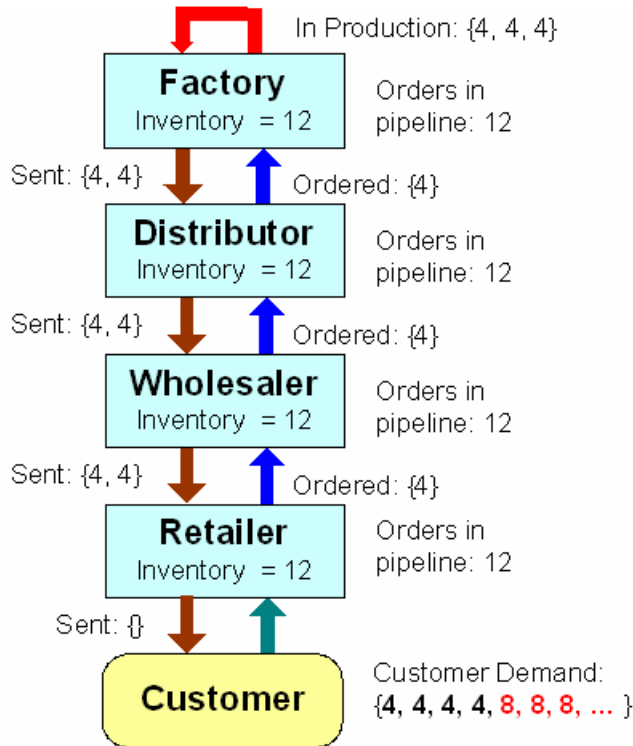 In Production: {4, 4, 4}
Factory
Inventory = 12
Orders in
pipeline: 12
Sent: {4, 4}
Ordered: {4}
Distributor
Inventory = 12
Orders in
pipeline: 12
Sent: {4, 4}
Ordered: {4}
Wholesaler
Inventory = 12
Orders in
pipeline: 12
Sent: {4, 4}
Ordered: {4}
Retailer
Inventory = 12
Orders in
pipeline: 12
Sent: {}
Customer
Customer Demand:
{4, 4, 4, 4, 8, 8, 8, ... }